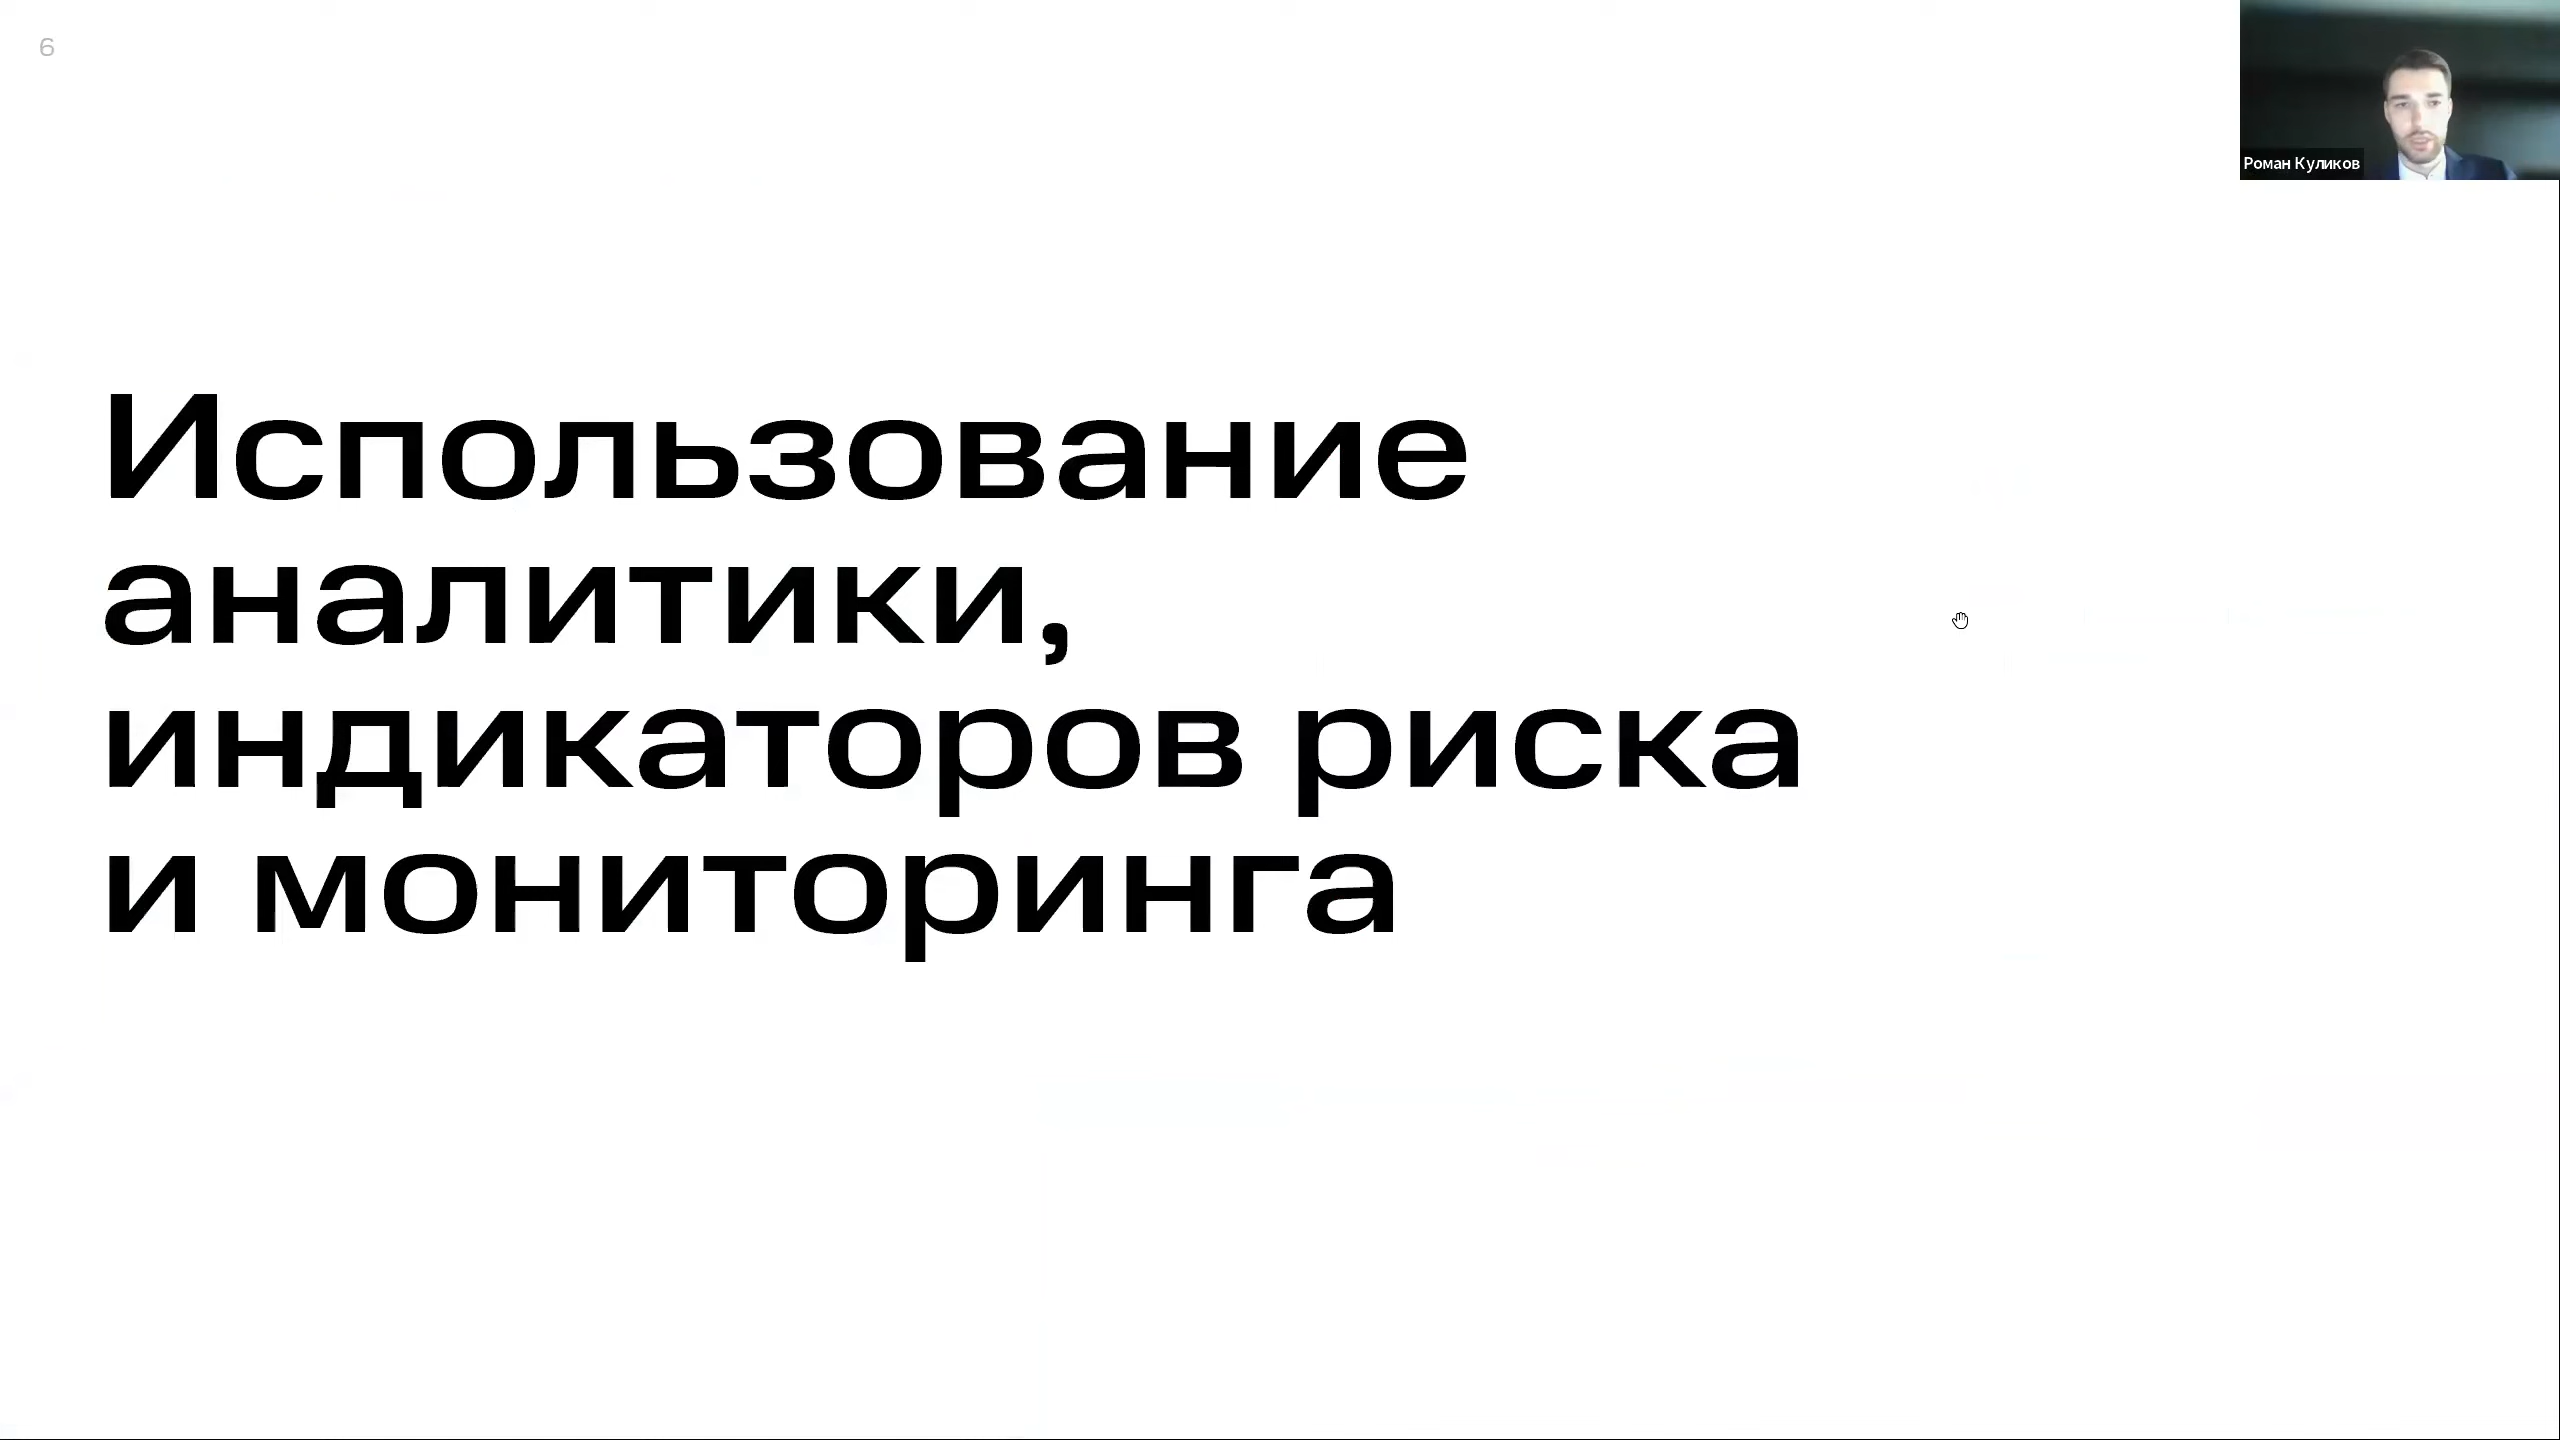 6
Роман Куликов
Использование
аналитики,
индикаторов риска
и мониторинга